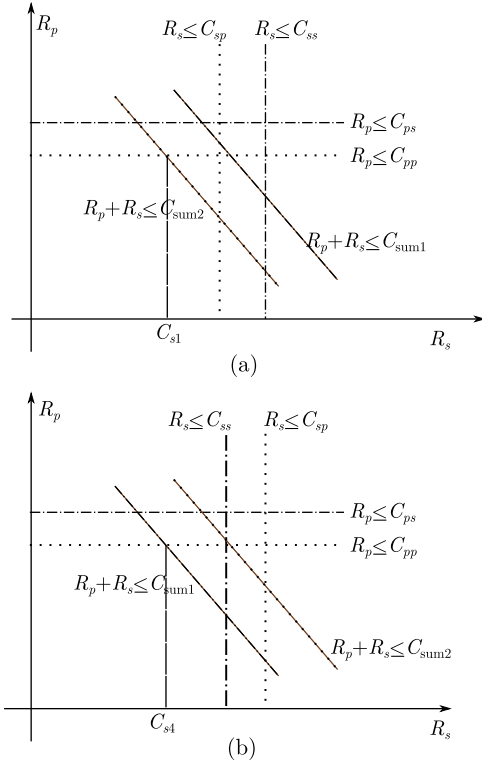 R_p
R_s≤C_sp R_s≤C_ss
R_p≤C_ps
R_p≤C_pp
R_p+R_s≤C_sum2
R_p+R_s≤C_sum1
C_s1
R_s
(a)
R_p
R_s≤C_ss R_s≤C_sp
R_p≤C_ps
R_p≤C_pp
R_p+R_s≤C_sum1
R_p+R_s≤C_sum2
C_s4
R_s
(b)